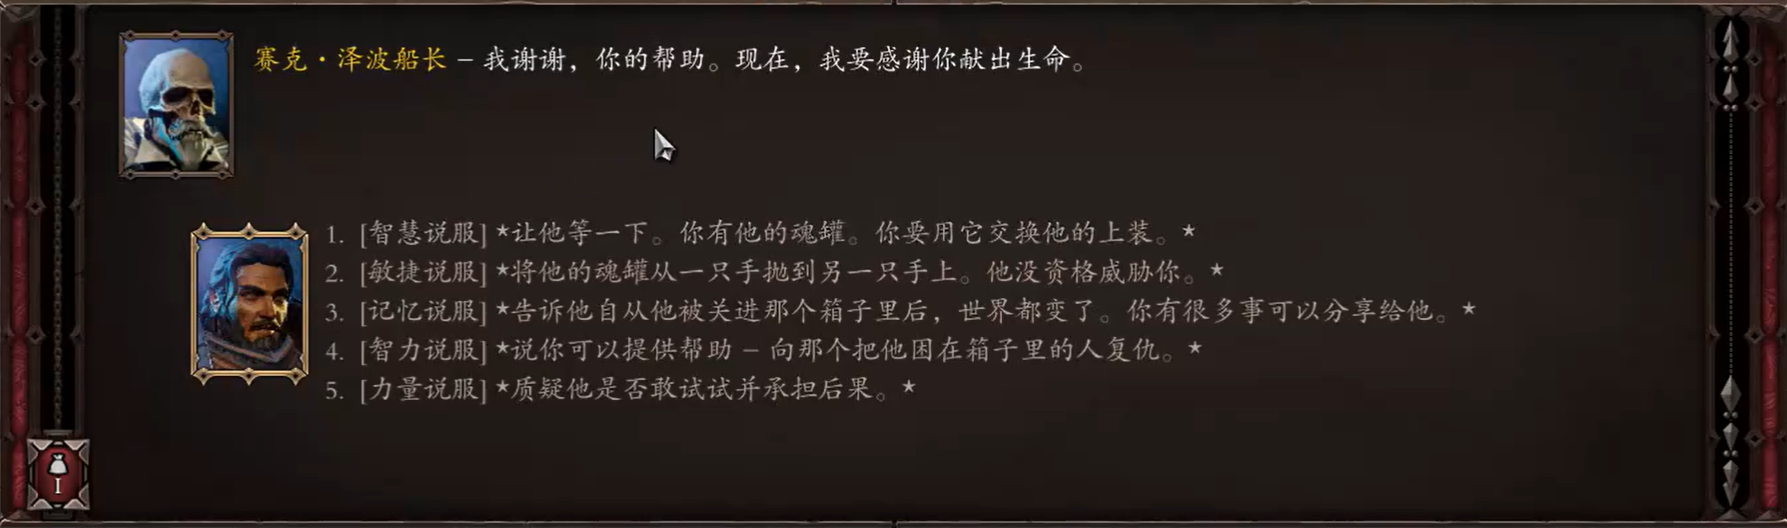 赛克·泽波船长 – 我谢谢，你的帮助。现在，我要感谢你献出生命。
1. [智慧说服] *让他等一下。你有他的魂罐。你要用它交换他的上装。*
2. [敏捷说服] *将他的魂罐从一只手抛到另一只手上。他没资格威胁你。*
3. [记忆说服] *告诉他自从他被关进那个箱子里后，世界都变了。你有很多事可以分享给他。*
4. [智力说服] *说你可以提供帮助 – 向那个把他困在箱子里的人复仇。*
5. [力量说服] *质疑他是否敢试试并承担后果。*
I